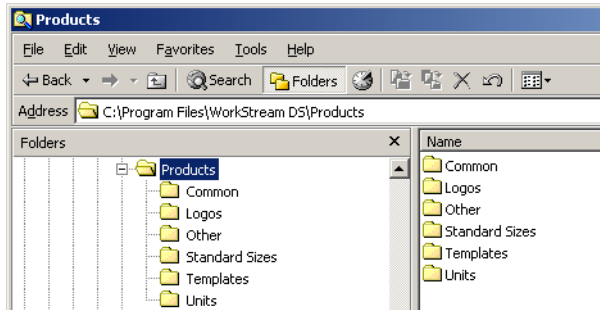 Products
File Edit View Favorites Tools Help
Back Search Folders
Address C:\Program Files\WorkStream DS\Products
Folders
Products
Common
Logos
Other
Standard Sizes
Templates
Units
Name
Common
Logos
Other
Standard Sizes
Templates
Units